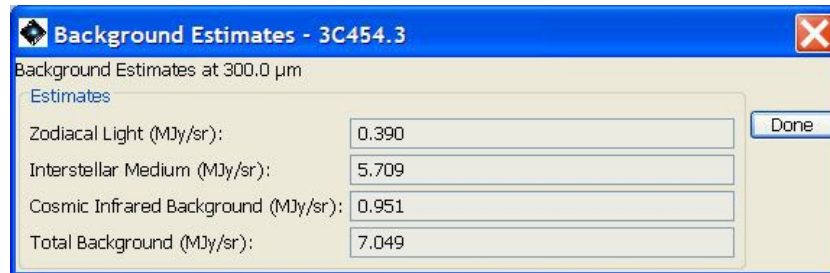 Background Estimates - 3C454.3
Background Estimates at 300.0 µm
Estimates
Zodiacal Light (MJy/sr): 0.390
Done
Interstellar Medium (MJy/sr): 5.709
Cosmic Infrared Background (MJy/sr): 0.951
Total Background (MJy/sr): 7.049